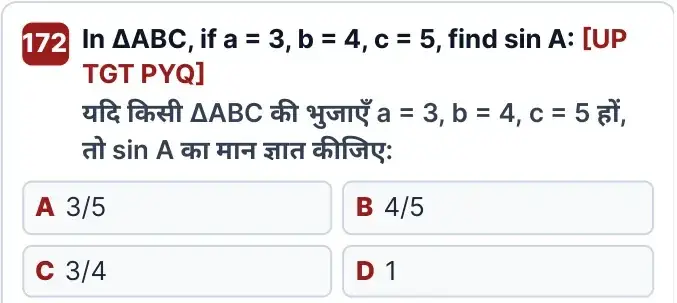 172 In ΔABC, if a = 3, b = 4, c = 5, find sin A: [UP
TGT PYQ]
यदि किसी ΔABC की भुजाएँ a = 3, b = 4, c = 5 हों,
तो sin A का मान ज्ञात कीजिए:
A 3/5
B 4/5
C 3/4
D 1